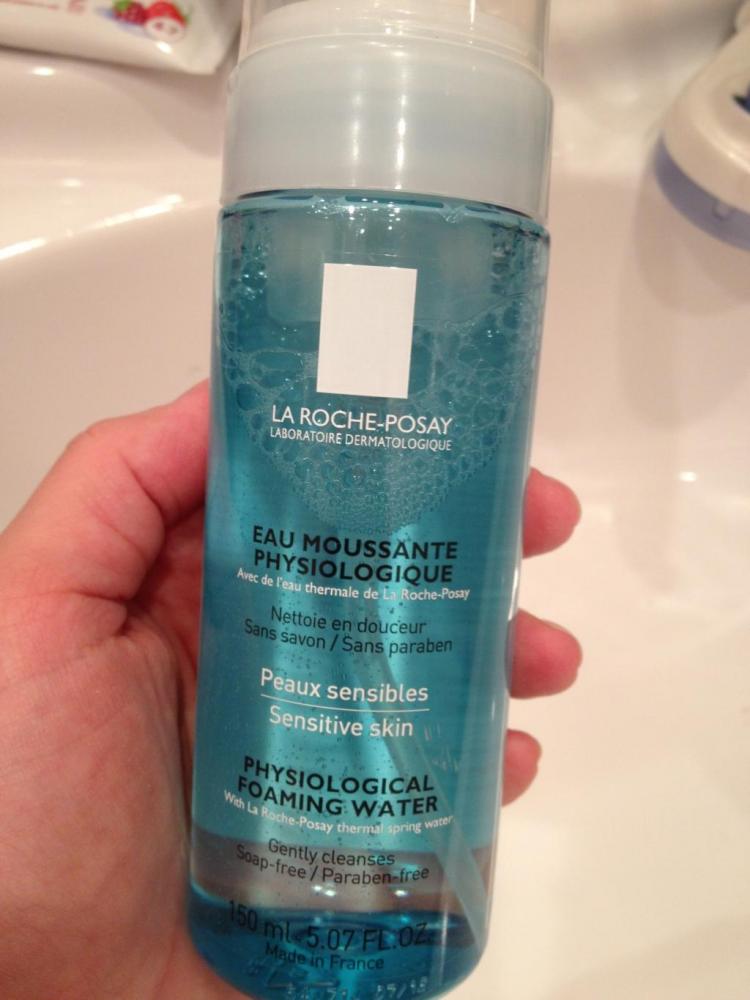 LA ROCHE-POSAY
LABORATOIRE DERMATOLOGIQUE
EAU MOUSSANTE
PHYSIOLOGIQUE
Avec de l'eau thermale de La Roche-Posay
Nettoie en douceur
Sans savon / Sans paraben
Peaux sensibles
Sensitive skin
PHYSIOLOGICAL
FOAMING WATER
With La Roche-Posay thermal spring water
Gently cleanses
Soap-free / Paraben-free
150 ml - 5.07 FL.OZ.
Made in France